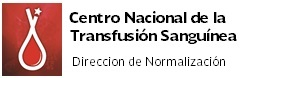 Centro Nacional de la
Transfusión Sanguínea
Direccion de Normalización